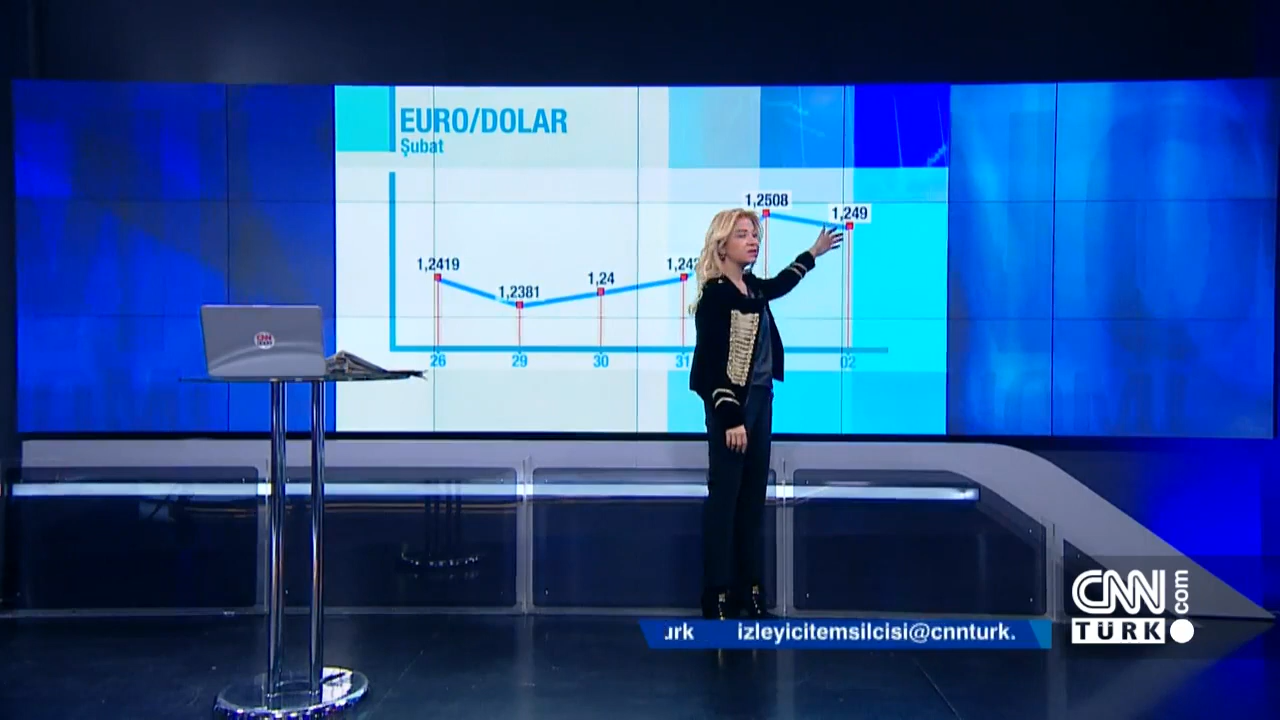 EURO/DOLAR
Şubat
1,2419
1,2381
1,24
1,2508
1,249
26
29
30
31
02
CNN
izleyicitemsilcisi@cnnturk.
CNN
TÜRK
.com